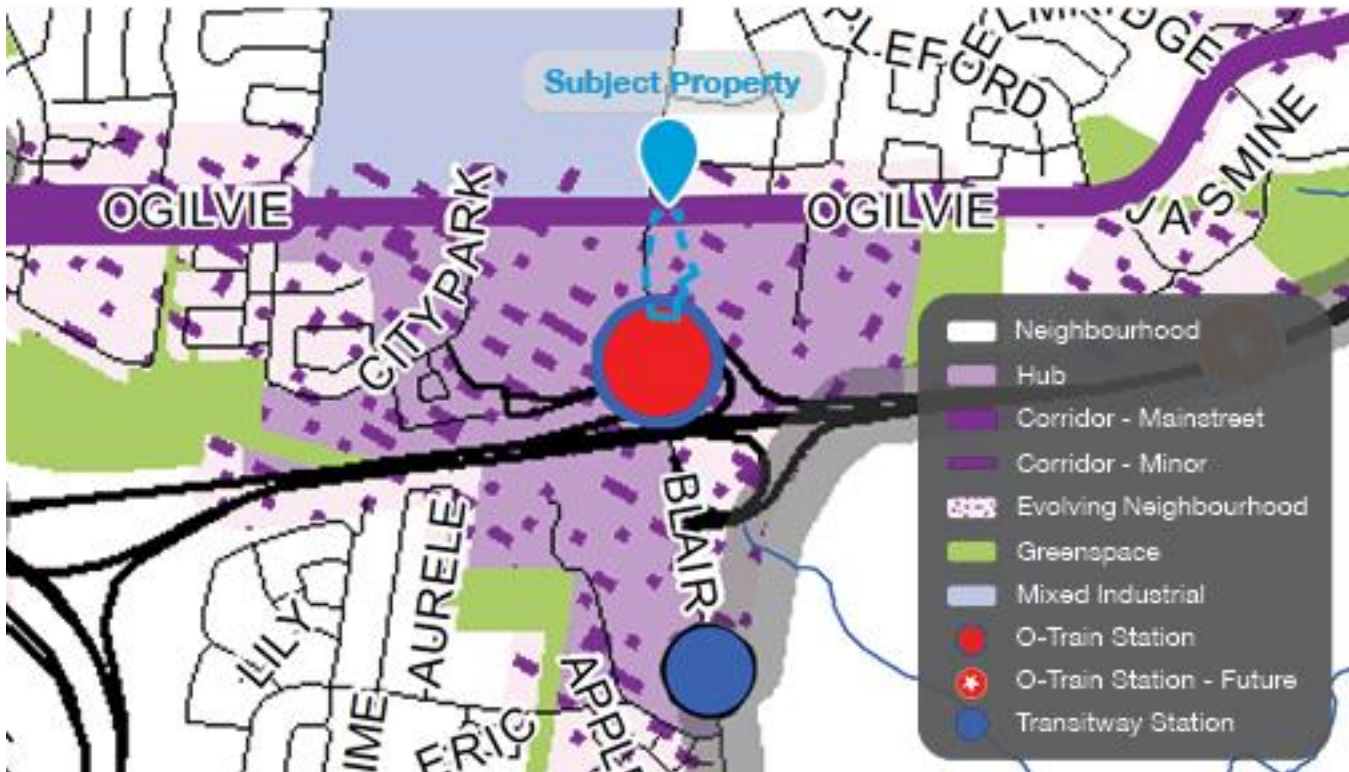 PLEFORD
ELMRIDGE
Subject Property
JASMINE
OGILVIE
OGILVIE
CITYPARK
Neighbourhood
Hub
Corridor - Mainstreet
Corridor - Minor
Evolving Neighbourhood
Greenspace
Mixed Industrial
O-Train Station
O-Train Station - Future
Transitway Station
BLAIR
AURELE
LILY
IME
ERIC
APPL